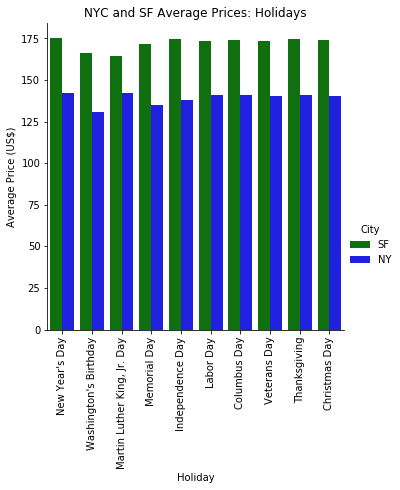 NYC and SF Average Prices: Holidays
175
150
125
100
75
50
25
0
Average Price (US$)
New Year's Day
Washington's Birthday
Martin Luther King, Jr. Day
Memorial Day
Independence Day
Labor Day
Columbus Day
Veterans Day
Thanksgiving
Christmas Day
Holiday
City
SF
NY